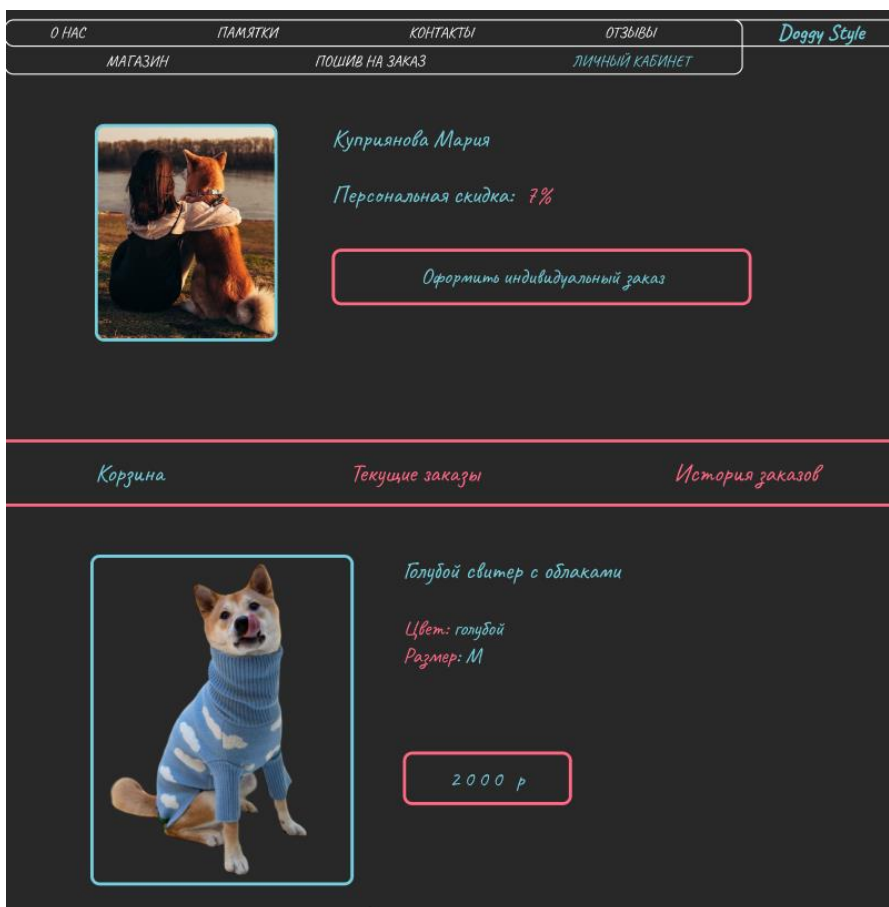 О НАС ПАМЯТКИ КОНТАКТЫ ОТЗЫВЫ Doggy Style
МАГАЗИН ПОШИВ НА ЗАКАЗ ЛИЧНЫЙ КАБИНЕТ
Куприянова Мария
Персональная скидка: 7%
Оформить индивидуальный заказ
Корзина Текущие заказы История заказов
Голубой свитер с облаками
Цвет: голубой
Размер: М
2000 р